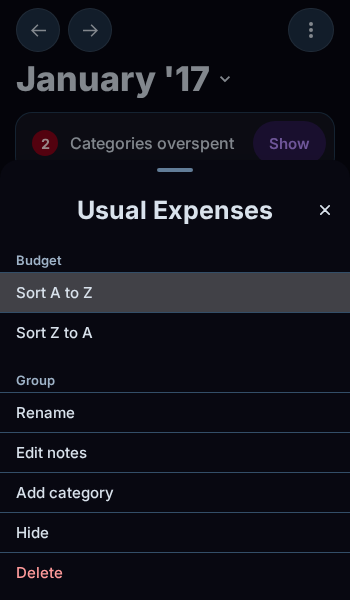 January '17
2 Categories overspent Show
Usual Expenses
Budget
Sort A to Z
Sort Z to A
Group
Rename
Edit notes
Add category
Hide
Delete